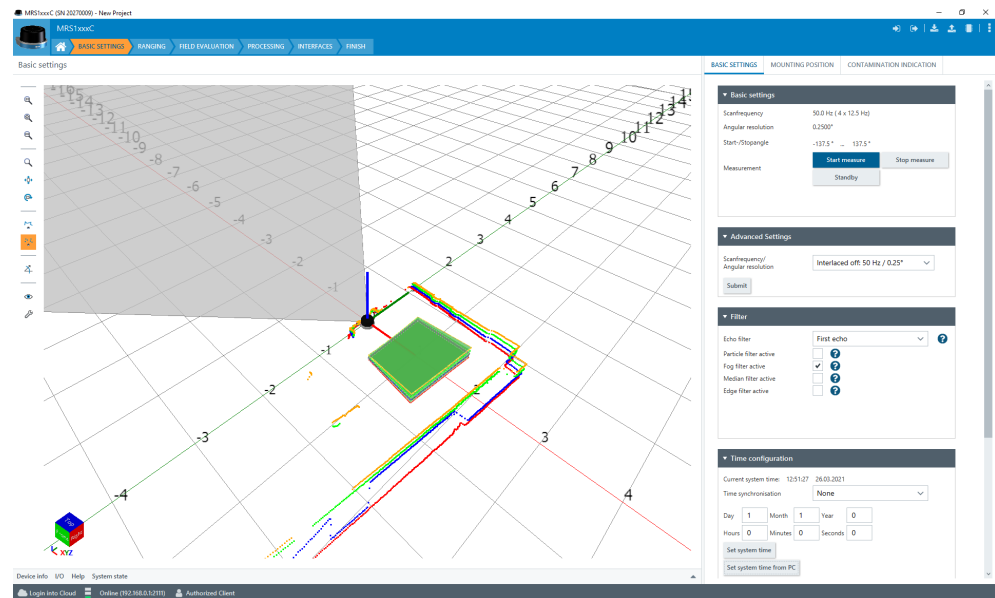 MRS1xxxC (SN 20270009) - New Project
MRS1xxxC
BASIC SETTINGS RANGING FIELD EVALUATION PROCESSING INTERFACES FINISH
Basic settings
BASIC SETTINGS MOUNTING POSITION CONTAMINATION INDICATION
Basic settings
Scanfrequency 50.0 Hz ( 4 x 12.5 Hz)
Angular resolution 0.2500°
Start-/Stopangle -137.5 ° ... 137.5 °
Measurement
Start measure Stop measure
Standby
Advanced Settings
Scanfrequency/
Angular resolution
Interlaced off: 50 Hz / 0.25°
Submit
Filter
Echo filter First echo ?
Particle filter active ?
Fog filter active ?
Median filter active ?
Edge filter active ?
Time configuration
Current system time: 12:51:27 26.03.2021
Time synchronisation None
Day 1 Month 1 Year 0
Hours 0 Minutes 0 Seconds 0
Set system time
Set system time from PC
-13
-12
-11
-10
-9
-8
-7
-6
-5
-4
-3
-2
-1
13
12
11
10
9
8
7
6
5
4
3
2
-1
-2
-3
-4
2
3
4
Top
Right
XYZ
Device info I/O Help System state
Login into Cloud Online (192.168.0.1:2111) Authorized Client